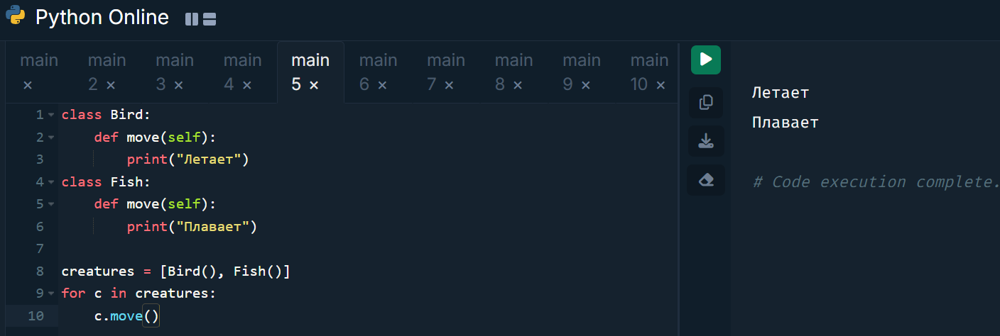 Python Online
main main main main main main main main main main
× 2 × 3 × 4 × 5 × 6 × 7 × 8 × 9 × 10 ×
1 class Bird:
2 def move(self):
3 print("Летает")
4 class Fish:
5 def move(self):
6 print("Плавает")
7
8 creatures = [Bird(), Fish()]
9 for c in creatures:
10 c.move()
Летает
Плавает
# Code execution complete.